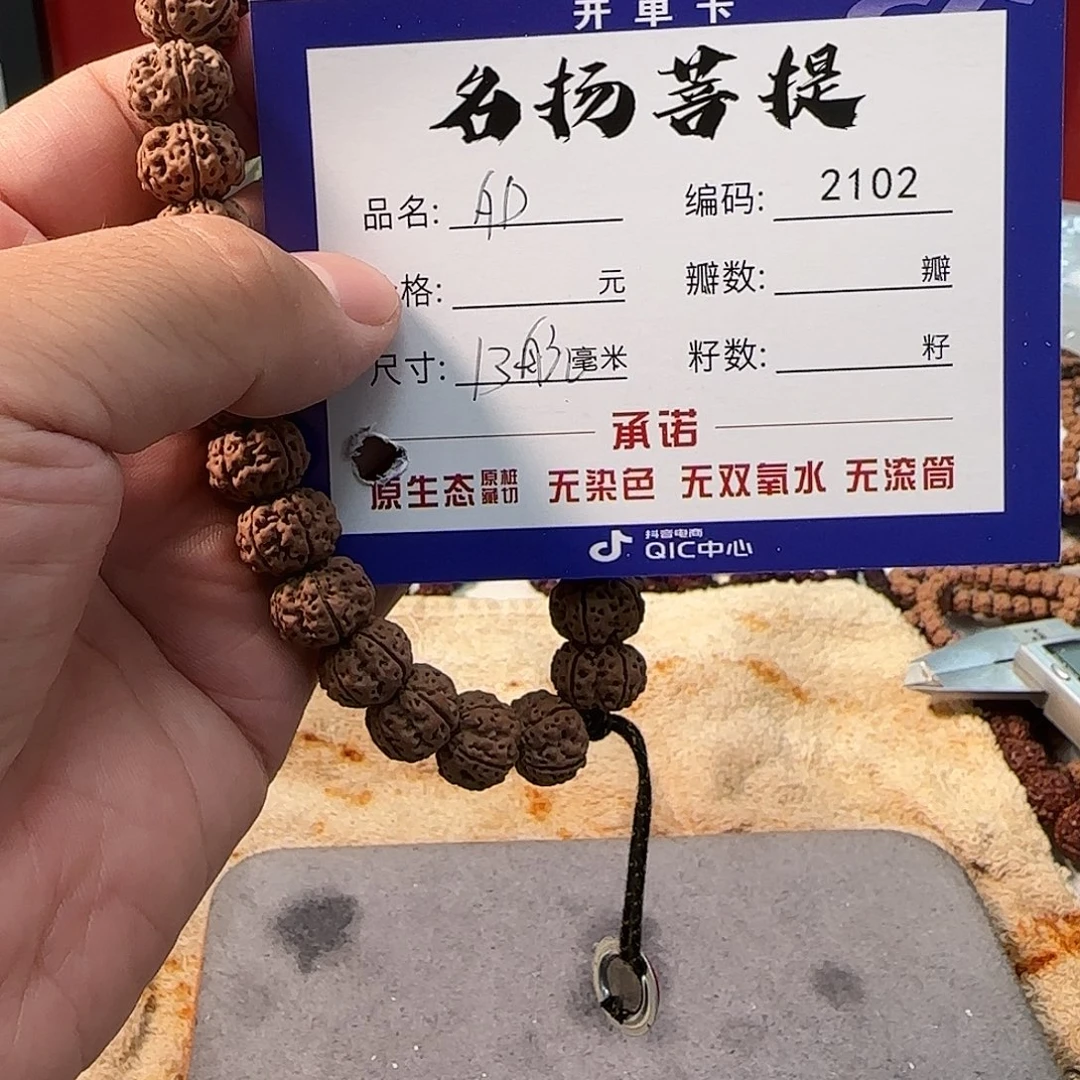 开单卡
名扬菩提
品名: AD 编码: 2102
格: 元 瓣数: 瓣
尺寸: 毫米 籽数: 籽
承诺
原生态 原桩藏切 无染色 无双氧水 无滚筒
抖音电商
QIC中心